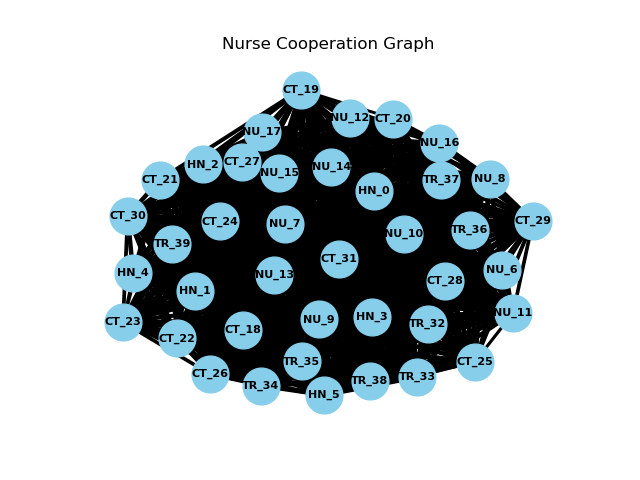 Nurse Cooperation Graph
CT_19
NU_12
CT_20
NU_17
NU_16
CT_27
HN_2
NU_14
NU_15
CT_21
TR_37
NU_8
HN_0
CT_30
CT_24
CT_29
NU_7
TR_36
NU_10
TR_39
CT_31
NU_6
HN_4
NU_13
CT_28
HN_1
NU_11
HN_3
NU_9
CT_23
TR_32
CT_18
CT_22
TR_35
CT_25
CT_26
TR_33
TR_38
TR_34
HN_5